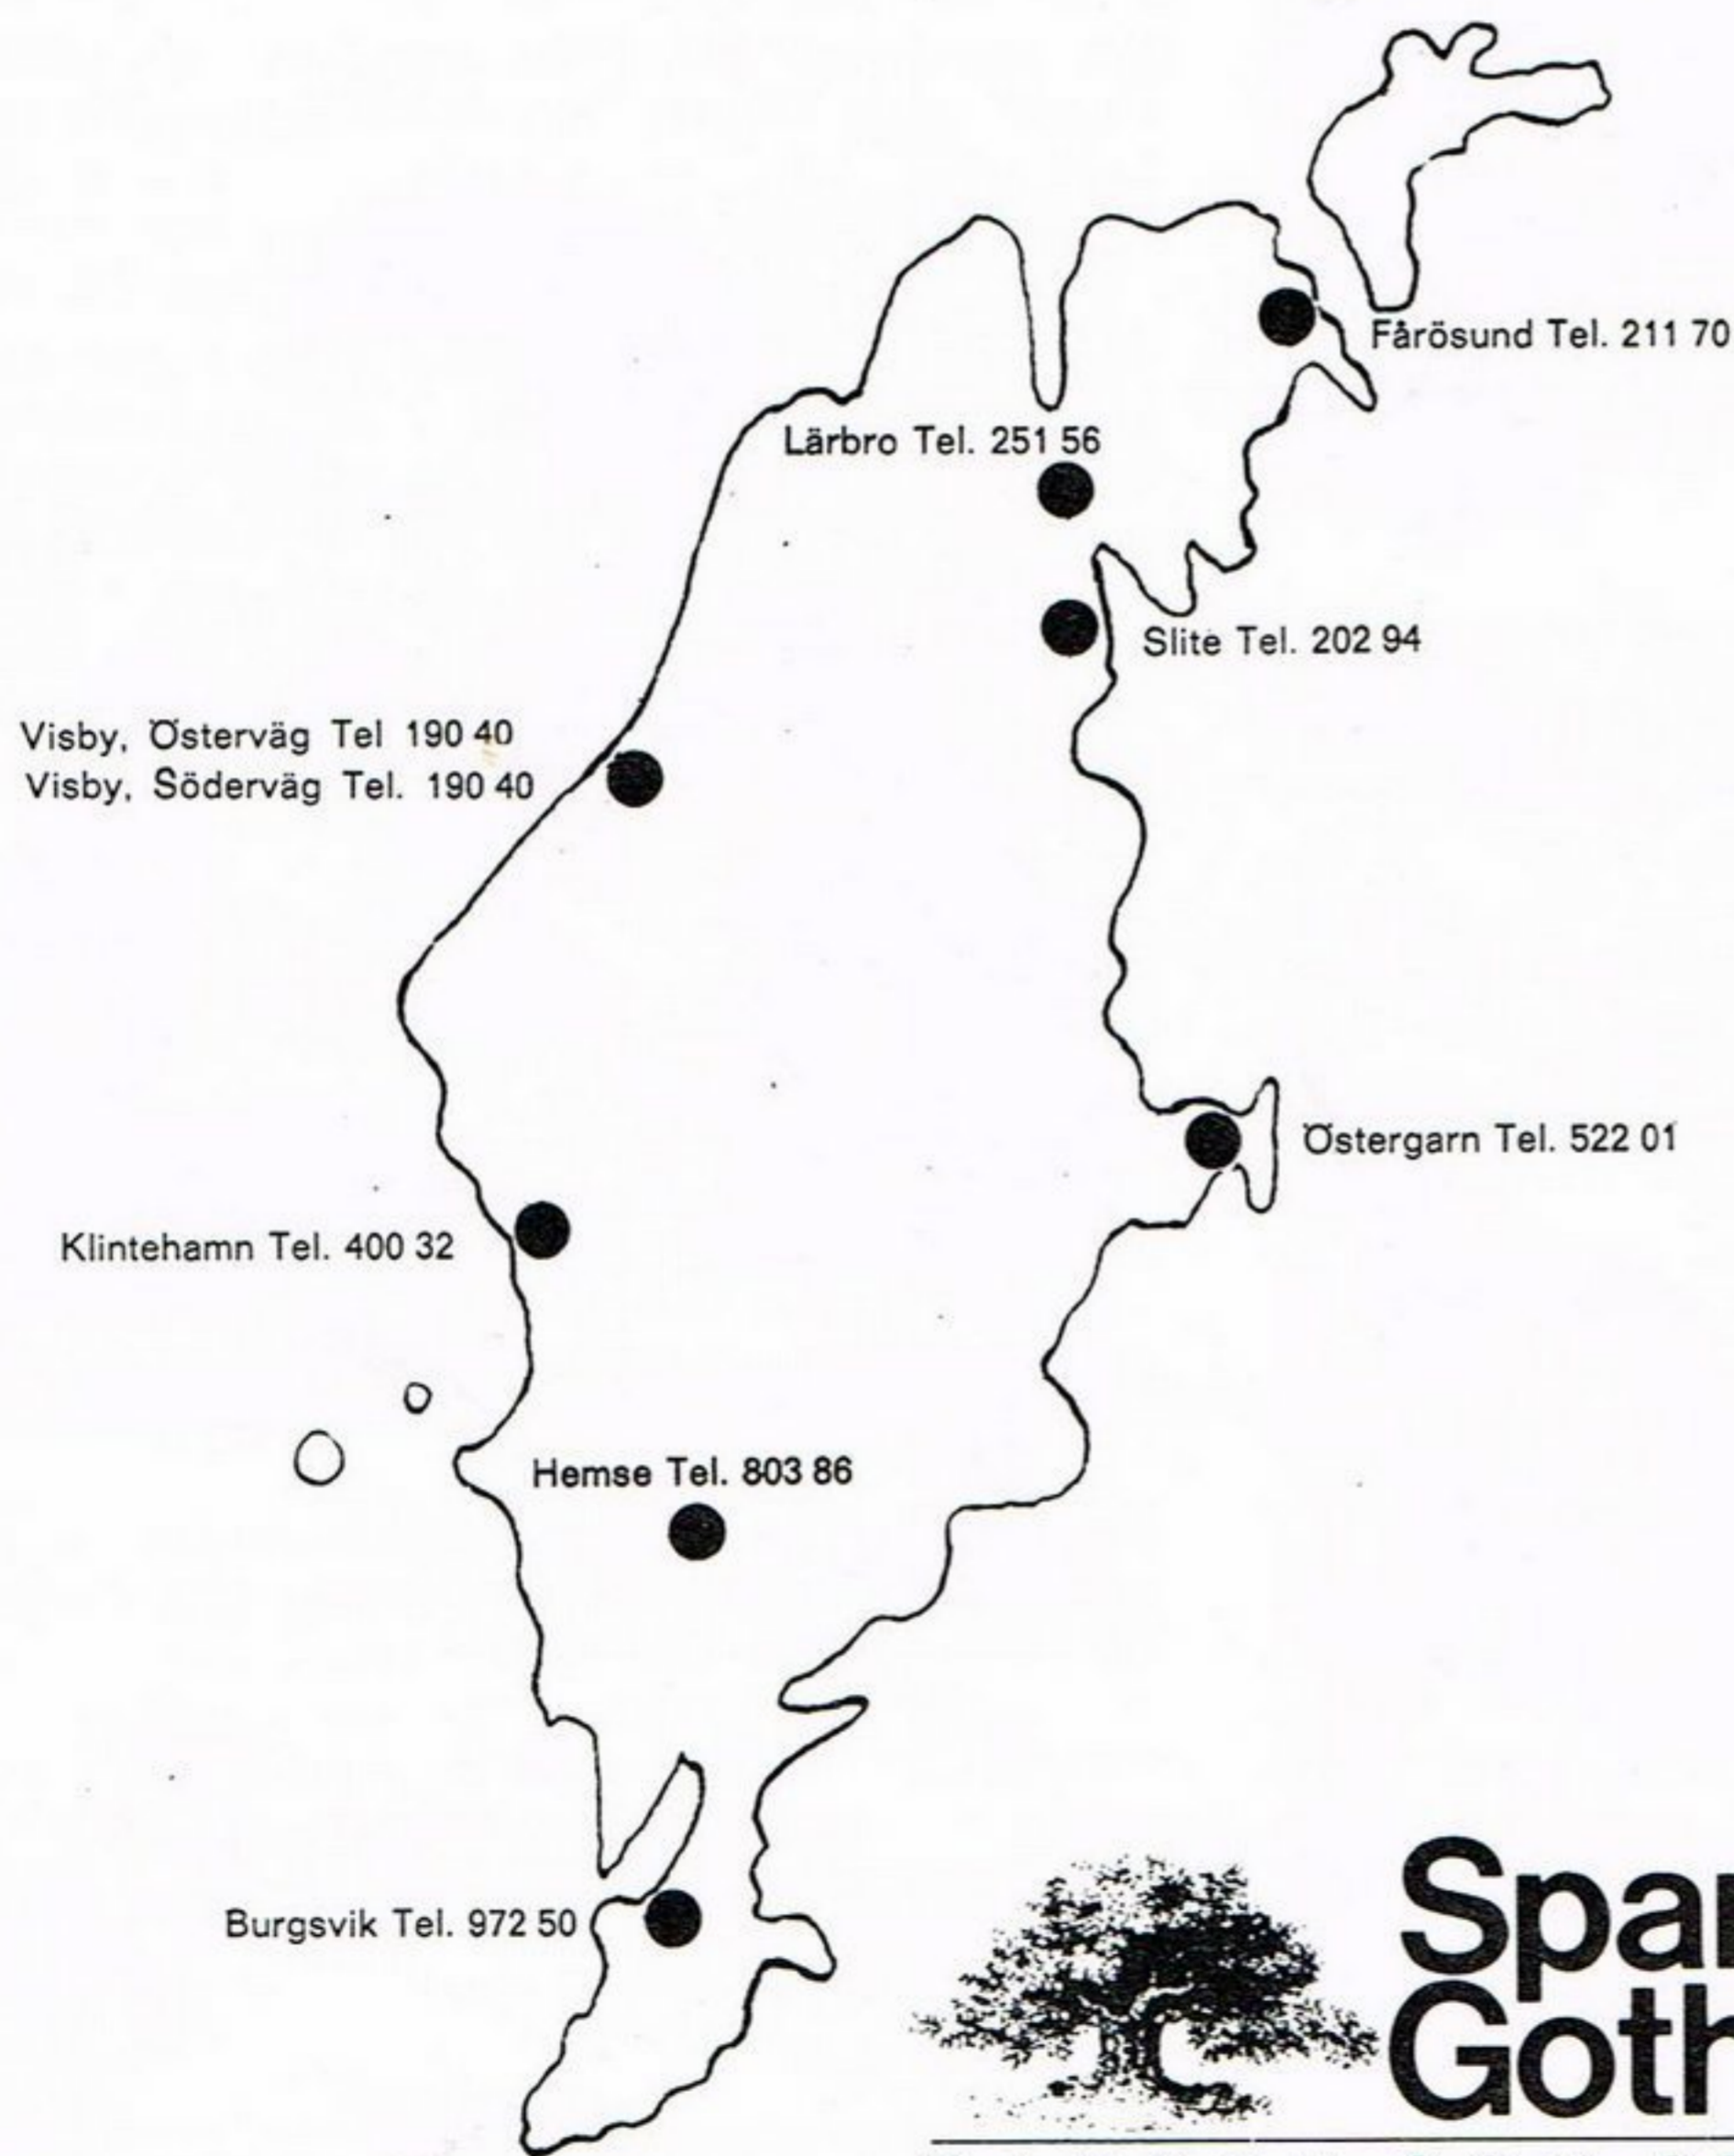 Fårösund Tel. 211 70
Lärbro Tel. 251 56
Slite Tel. 202 94
Visby, Österväg Tel 190 40
Visby, Söderväg Tel. 190 40
Östergarn Tel. 522 01
Klintehamn Tel. 400 32
Hemse Tel. 803 86
Burgsvik Tel. 972 50